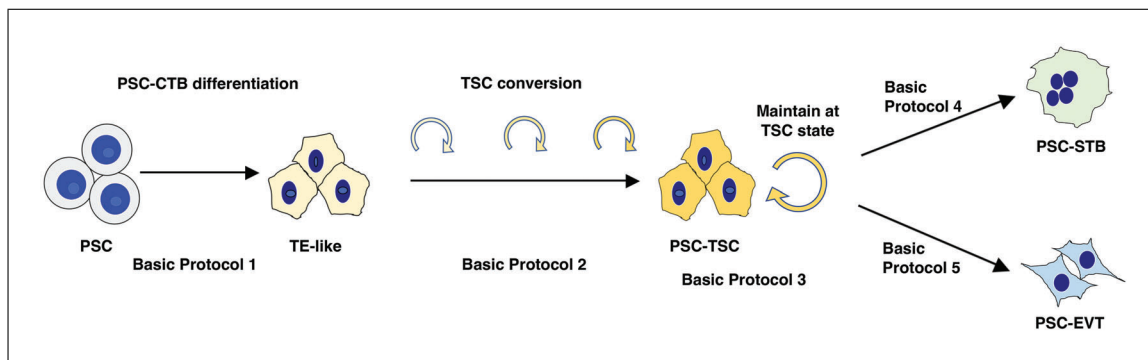 PSC-CTB differentiation
TSC conversion
Maintain at
TSC state
Basic
Protocol 4
PSC-STB
PSC
TE-like
PSC-TSC
Basic Protocol 1
Basic Protocol 2
Basic Protocol 3
Basic
Protocol 5
PSC-EVT